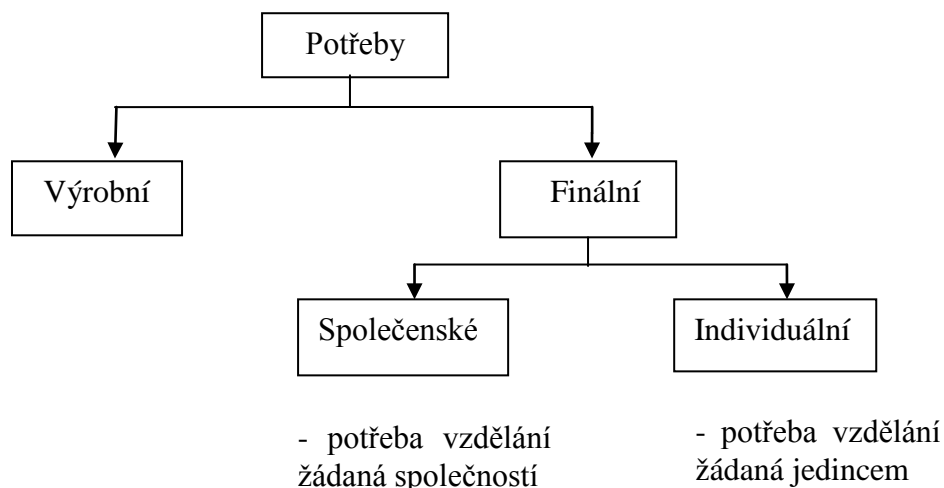 Potřeby
Výrobní
Finální
Společenské
Individuální
- potřeba vzdělání
žádaná společností
- potřeba vzdělání
žádaná jedincem